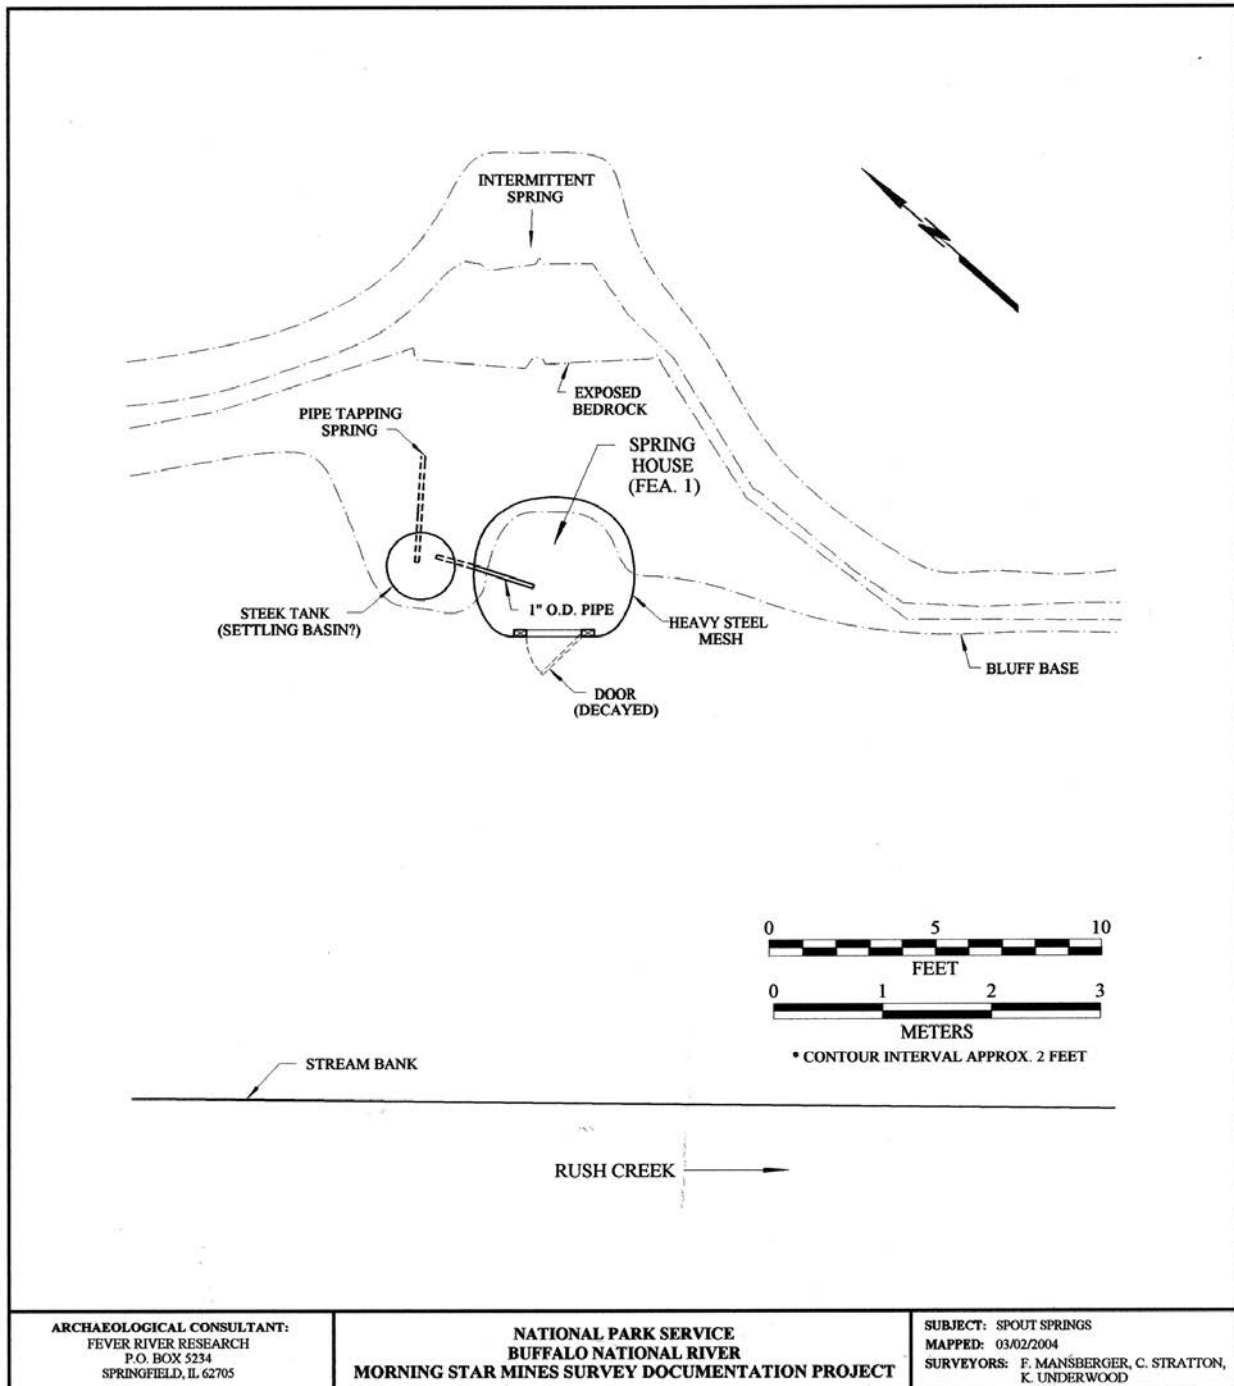 INTERMITTENT
SPRING
N
EXPOSED
BEDROCK
PIPE TAPPING
SPRING
SPRING
HOUSE
(FEA. 1)
STEEK TANK
(SETTLING BASIN?)
1" O.D. PIPE
HEAVY STEEL
MESH
DOOR
(DECAYED)
BLUFF BASE
0 5 10
FEET
0 1 2 3
METERS
* CONTOUR INTERVAL APPROX. 2 FEET
STREAM BANK
RUSH CREEK
ARCHAEOLOGICAL CONSULTANT:
FEVER RIVER RESEARCH
P.O. BOX 5234
SPRINGFIELD, IL 62705
NATIONAL PARK SERVICE
BUFFALO NATIONAL RIVER
MORNING STAR MINES SURVEY DOCUMENTATION PROJECT
SUBJECT: SPOUT SPRINGS
MAPPED: 03/02/2004
SURVEYORS: F. MANSBERGER, C. STRATTON,
K. UNDERWOOD